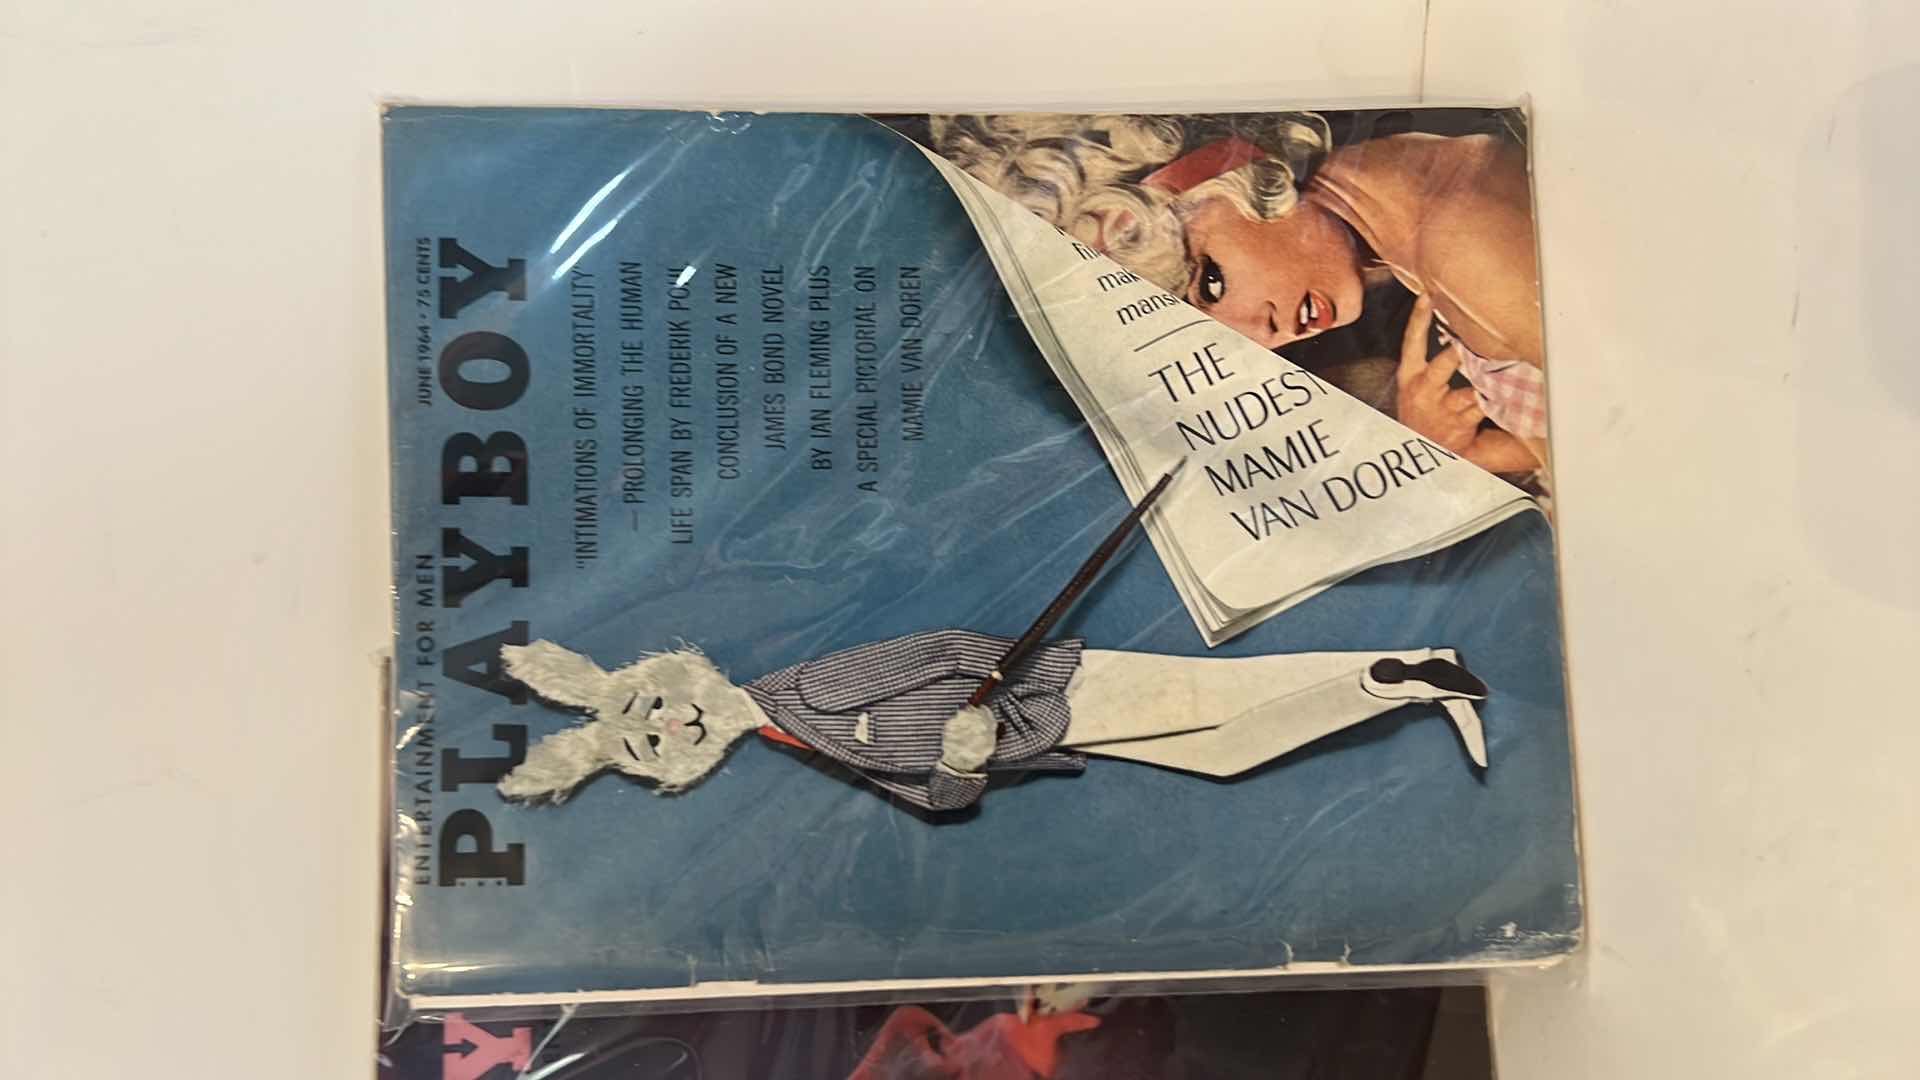 ENTERTAINMENT FOR MEN
JUNE 1964 • 75 CENTS
PLAYBOY
"INTIMATIONS OF IMMORTALITY"
— PROLONGING THE HUMAN
LIFE SPAN BY FREDERIK POHL
CONCLUSION OF A NEW
JAMES BOND NOVEL
BY IAN FLEMING PLUS
A SPECIAL PICTORIAL ON
MAMIE VAN DOREN
mak
mans
THE
NUDEST
MAMIE
VAN DOREN
Y